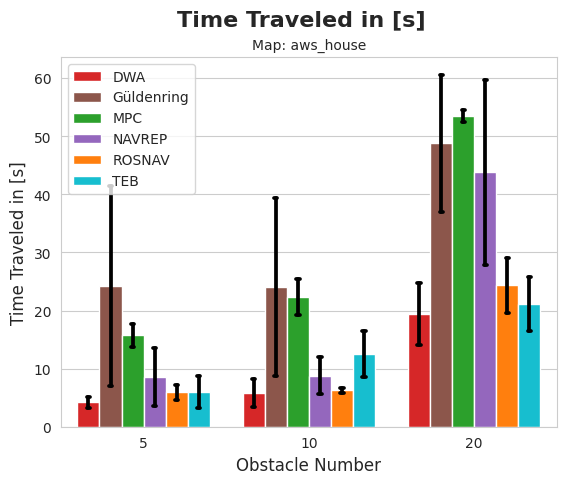 Time Traveled in [s]
Map: aws_house
DWA
Güldenring
MPC
NAVREP
ROSNAV
TEB
Time Traveled in [s]
60
50
40
30
20
10
0
5
10
20
Obstacle Number